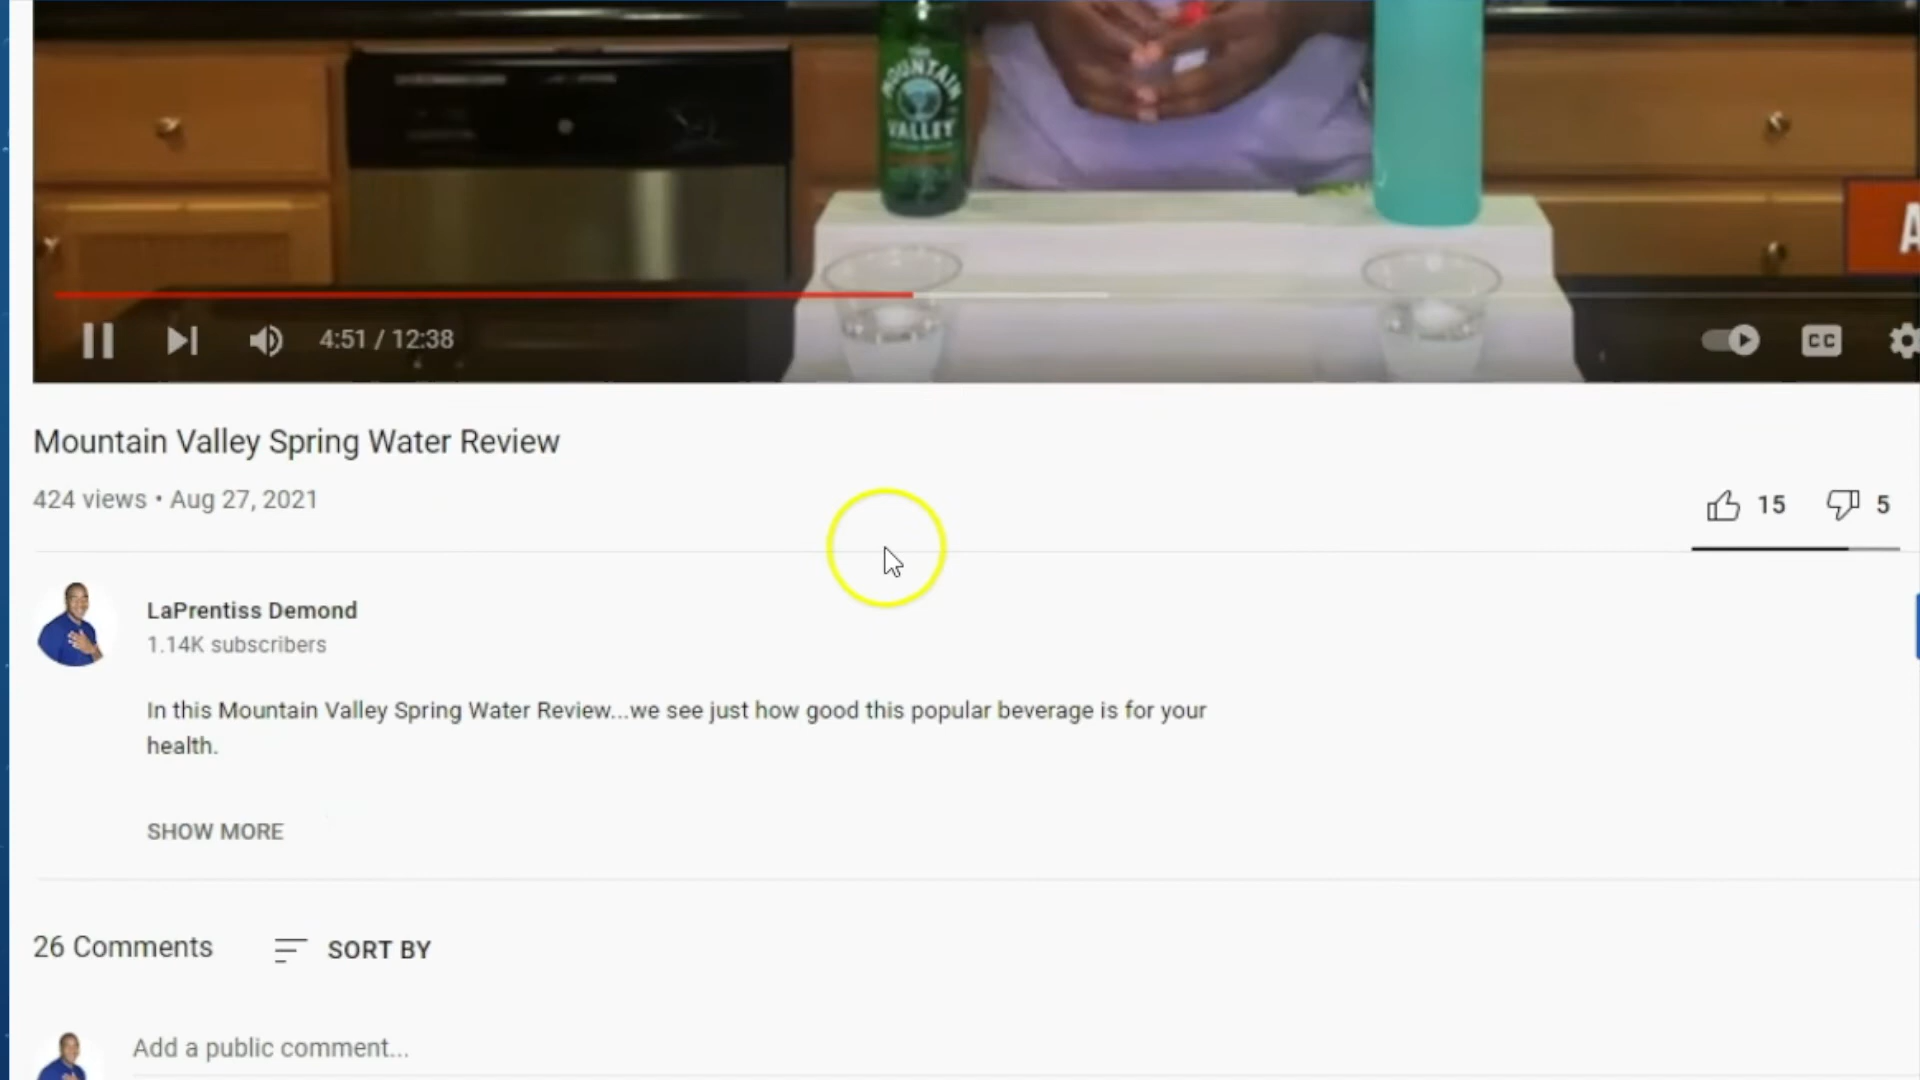 THE
MOUNTAIN
VALLEY
A
4:51 / 12:38
CC
Mountain Valley Spring Water Review
424 views • Aug 27, 2021
15
5
LaPrentiss Demond
1.14K subscribers
In this Mountain Valley Spring Water Review...we see just how good this popular beverage is for your
health.
SHOW MORE
26 Comments
SORT BY
Add a public comment...